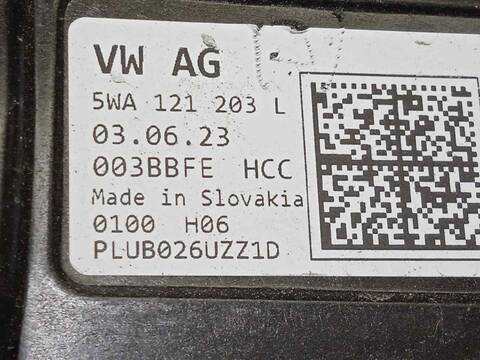 VW AG
5WA 121 203 L
03.06.23
003BBFE HCC
Made in Slovakia
0100 H06
PLUB026UZZ1D